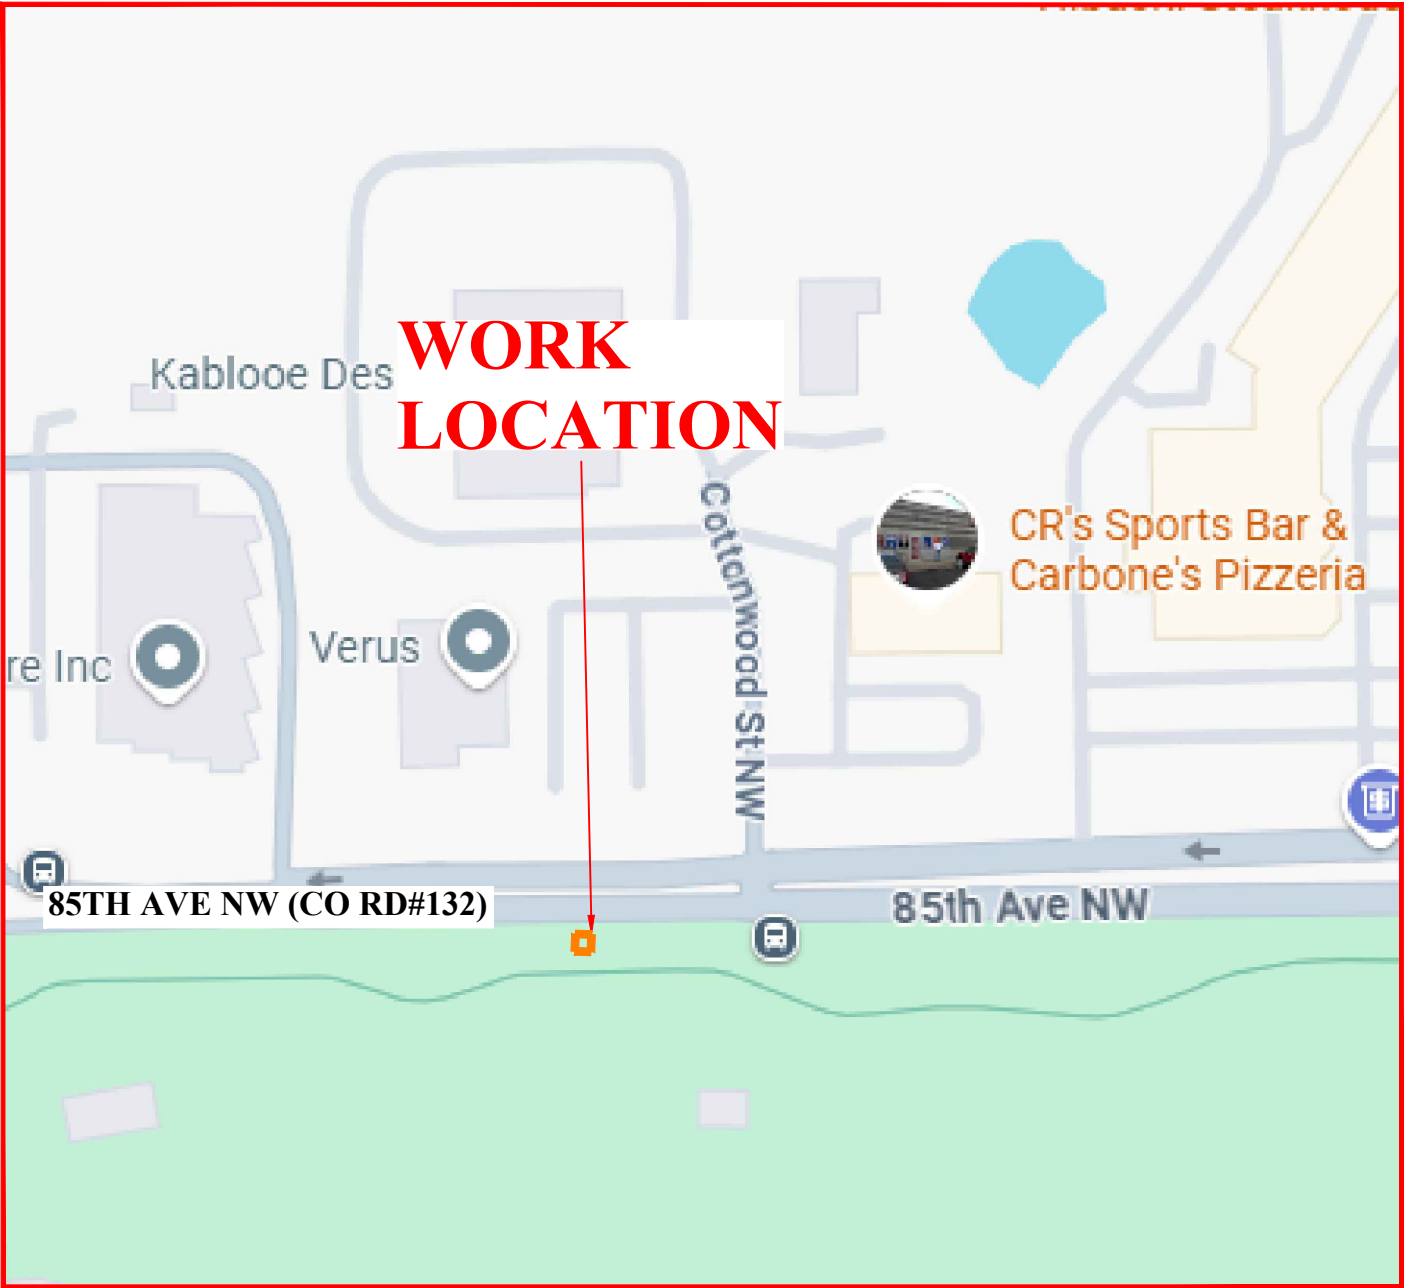 WORK
LOCATION
Kablooe Des
Cottonwood St NW
CR's Sports Bar &
Carbone's Pizzeria
Verus
re Inc
85TH AVE NW (CO RD#132)
85th Ave NW